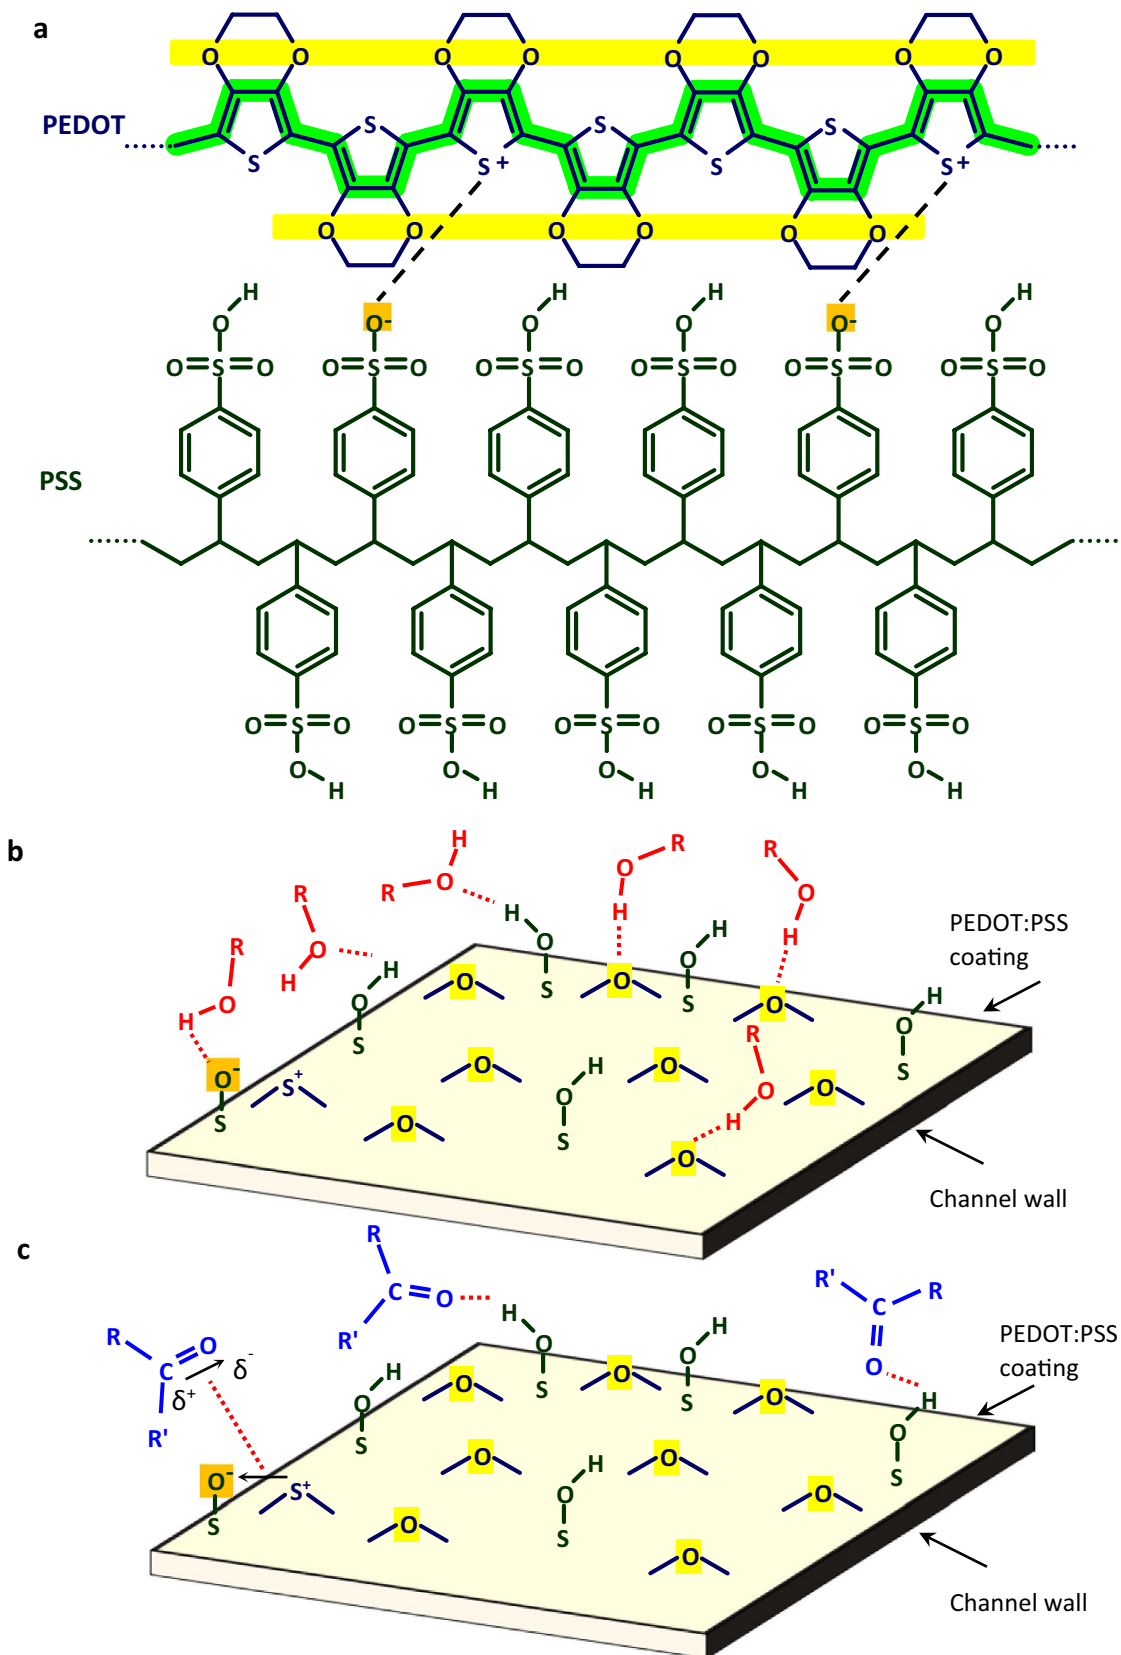 a
O O O O O O O O
PEDOT
S S S S
S S+ S S+
O O O O O O
H H H H
O O- O O O- O
O S O O S O O S O O S O O S O O S O
PSS
O S O O S O O S O O S O O S O
O H O H O H O H O H
b
H R R
R O O O
R H H H
O H H
R H O O PEDOT:PSS
H O O coating
H O O O S O S O H
O- S+ S O O R O
S O H O O S
O O H
S O
Channel wall
c
R
R' R
C O C
R O H H O PEDOT:PSS
C δ- O O coating
δ+ R' H O O O H
R' O S S O
O- S+ O H O S
S O O O
S O
Channel wall